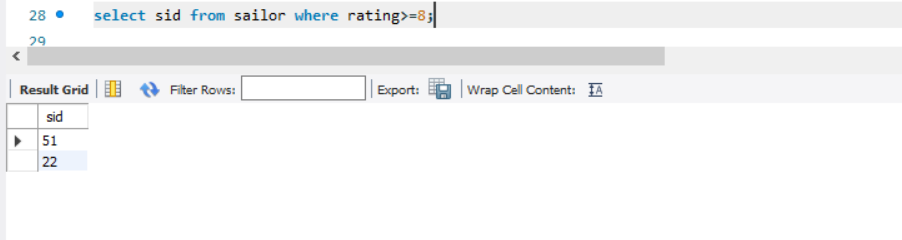 28 select sid from sailor where rating>=8;
29
Result Grid Filter Rows: Export: Wrap Cell Content: IA
sid
51
22